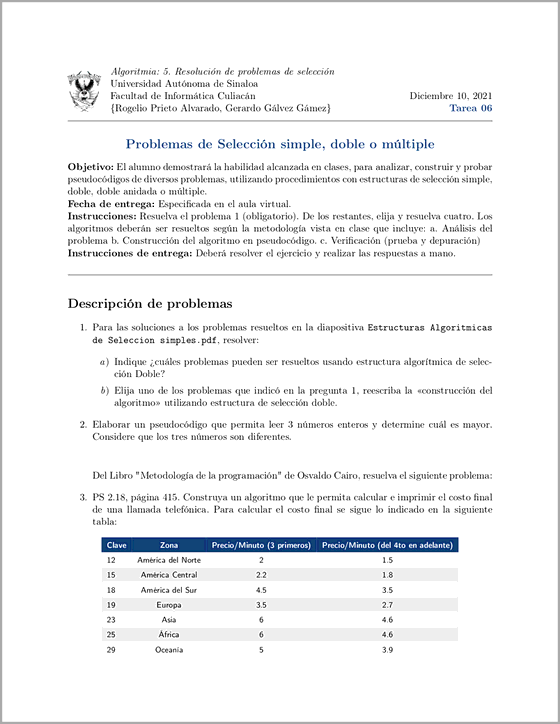 Algoritmia: 5. Resolución de problemas de selección
Universidad Autónoma de Sinaloa
Facultad de Informática Culiacán
Diciembre 10, 2021
{Rogelio Prieto Alvarado, Gerardo Gálvez Gámez}
Tarea 06
Problemas de Selección simple, doble o múltiple
Objetivo: El alumno demostrará la habilidad alcanzada en clases, para analizar, construir y probar
pseudocódigos de diversos problemas, utilizando procedimientos con estructuras de selección simple,
doble, doble anidada o múltiple.
Fecha de entrega: Especificada en el aula virtual.
Instrucciones: Resuelva el problema 1 (obligatorio). De los restantes, elija y resuelva cuatro. Los
algoritmos deberán ser resueltos según la metodología vista en clase que incluye: a. Análisis del
problema b. Construcción del algoritmo en pseudocódigo. c. Verificación (prueba y depuración)
Instrucciones de entrega: Deberá resolver el ejercicio y realizar las respuestas a mano.
Descripción de problemas
1. Para las soluciones a los problemas resueltos en la diapositiva Estructuras Algorítmicas
de Seleccion simples.pdf, resolver:
a) Indique ¿cuáles problemas pueden ser resueltos usando estructura algorítmica de selec-
ción Doble?
b) Elija uno de los problemas que indicó en la pregunta 1, reescriba la «construcción del
algoritmo» utilizando estructura de selección doble.
2. Elaborar un pseudocódigo que permita leer 3 números enteros y determine cuál es mayor.
Considere que los tres números son diferentes.
Del Libro "Metodología de la programación" de Osvaldo Cairo, resuelva el siguiente problema:
3. PS 2.18, página 415. Construya un algoritmo que le permita calcular e imprimir el costo final
de una llamada telefónica. Para calcular el costo final se sigue lo indicado en la siguiente
tabla:
Clave Zona Precio/Minuto (3 primeros) Precio/Minuto (del 4to en adelante)
12 América del Norte 2 1.5
15 América Central 2.2 1.8
18 América del Sur 4.5 3.5
19 Europa 3.5 2.7
23 Asia 6 4.6
25 África 6 4.6
29 Oceanía 5 3.9